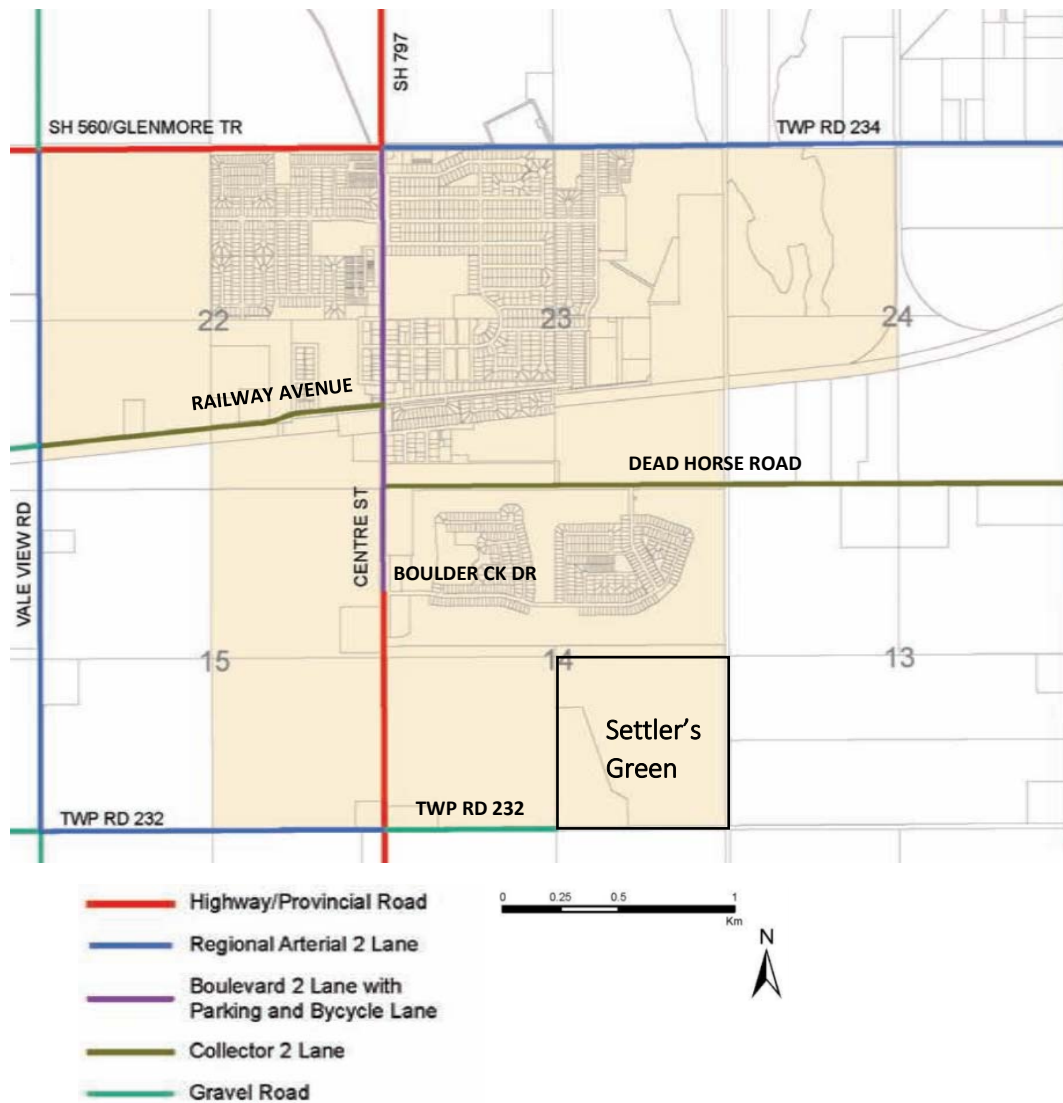 SH 797
SH 560/GLENMORE TR
TWP RD 234
22
23
24
RAILWAY AVENUE
DEAD HORSE ROAD
VALE VIEW RD
CENTRE ST
BOULDER CK DR
15
14
13
Settler's
Green
TWP RD 232
TWP RD 232
Highway/Provincial Road
Regional Arterial 2 Lane
Boulevard 2 Lane with
Parking and Bycycle Lane
Collector 2 Lane
Gravel Road
0 0.25 0.5 1
Km
N